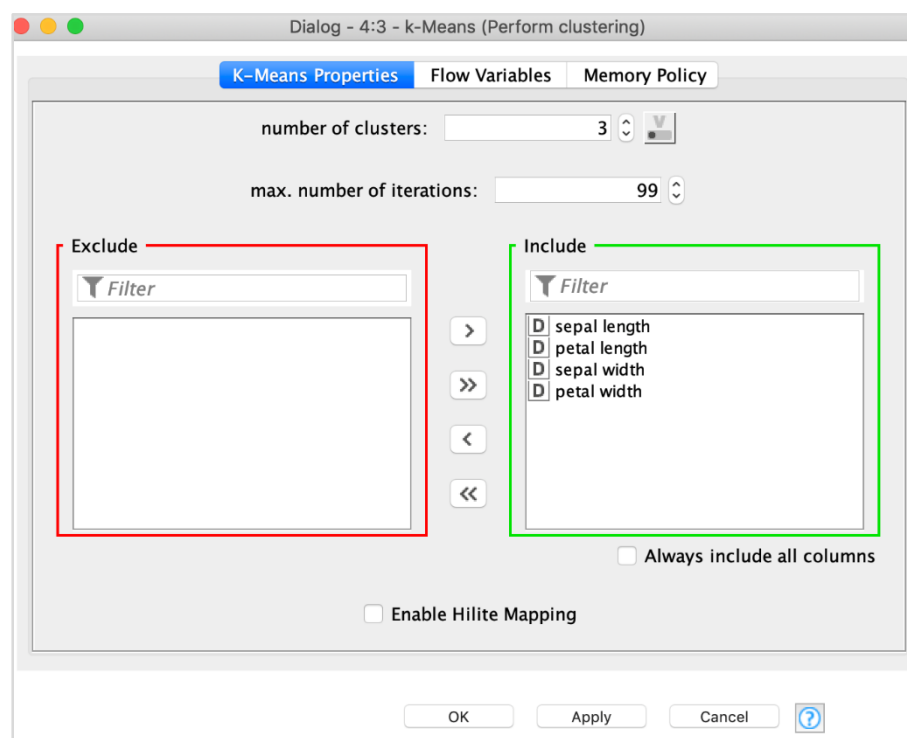 Dialog - 4:3 - k-Means (Perform clustering)
K-Means Properties Flow Variables Memory Policy
number of clusters: 3 V
max. number of iterations: 99
Exclude Include
Filter Filter
D sepal length
> D petal length
D sepal width
>> D petal width
<
<<
Always include all columns
Enable Hilite Mapping
OK Apply Cancel ?